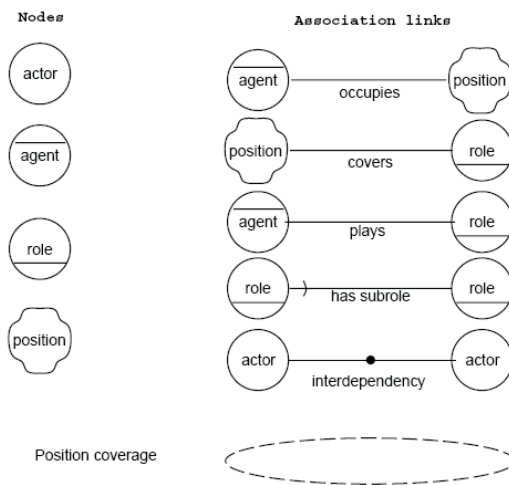 Nodes
Association links
actor
agent
role
position
agent occupies position
position covers role
agent plays role
role has subrole role
actor interdependency actor
Position coverage